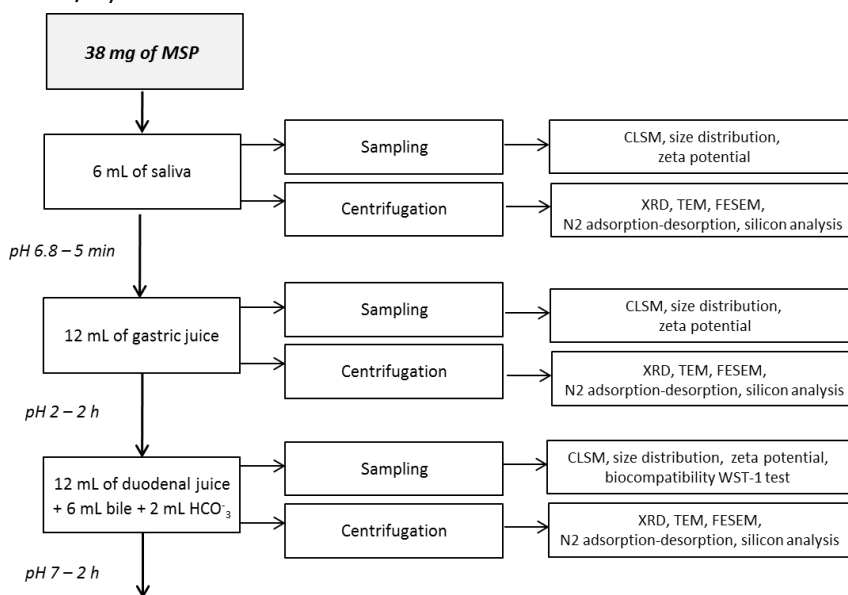 38 mg of MSP
6 mL of saliva
Sampling
CLSM, size distribution,
zeta potential
Centrifugation
XRD, TEM, FESEM,
N2 adsorption-desorption, silicon analysis
pH 6.8 – 5 min
12 mL of gastric juice
Sampling
CLSM, size distribution,
zeta potential
Centrifugation
XRD, TEM, FESEM,
N2 adsorption-desorption, silicon analysis
pH 2 – 2 h
12 mL of duodenal juice
+ 6 mL bile + 2 mL HCO⁻₃
Sampling
CLSM, size distribution, zeta potential,
biocompatibility WST-1 test
Centrifugation
XRD, TEM, FESEM,
N2 adsorption-desorption, silicon analysis
pH 7 – 2 h